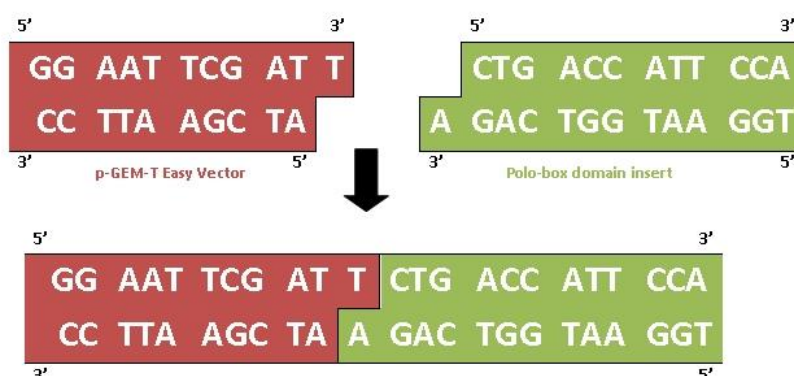 5' 3' 5' 3'
GG AAT TCG AT T CTG ACC ATT CCA
CC TTA AGC TA A GAC TGG TAA GGT
3' 5' 3' 5'
p-GEM-T Easy Vector Polo-box domain insert
5' 3'
GG AAT TCG AT T CTG ACC ATT CCA
CC TTA AGC TA A GAC TGG TAA GGT
3' 5'